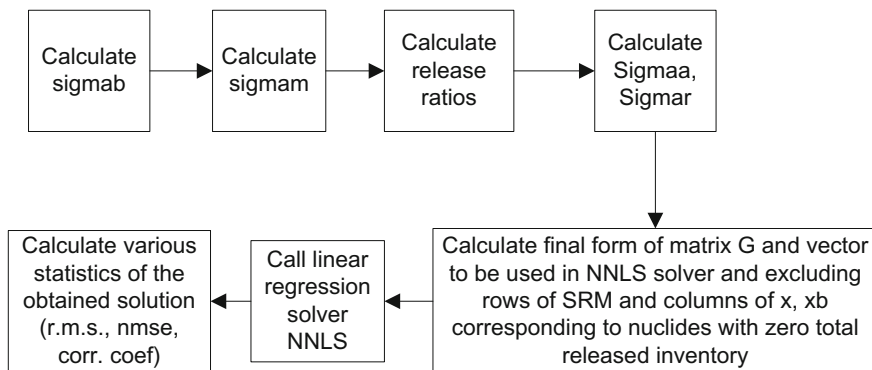 Calculate
sigmab
Calculate
sigmam
Calculate
release
ratios
Calculate
Sigmaa,
Sigmar
Calculate final form of matrix G and vector
to be used in NNLS solver and excluding
rows of SRM and columns of x, xb
corresponding to nuclides with zero total
released inventory
Call linear
regression
solver
NNLS
Calculate various
statistics of the
obtained solution
(r.m.s., nmse,
corr. coef)